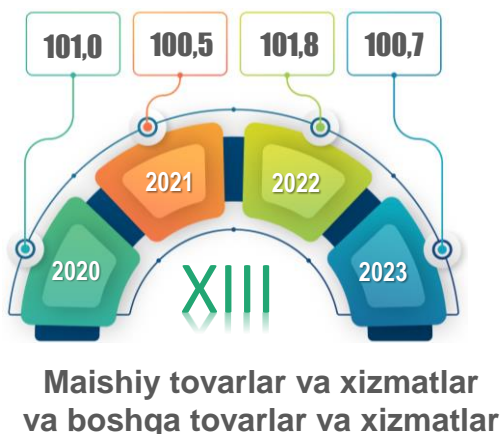 101,0 100,5 101,8 100,7
2021 2022
2020 2023
XIII
Maishiy tovarlar va xizmatlar
va boshqa tovarlar va xizmatlar